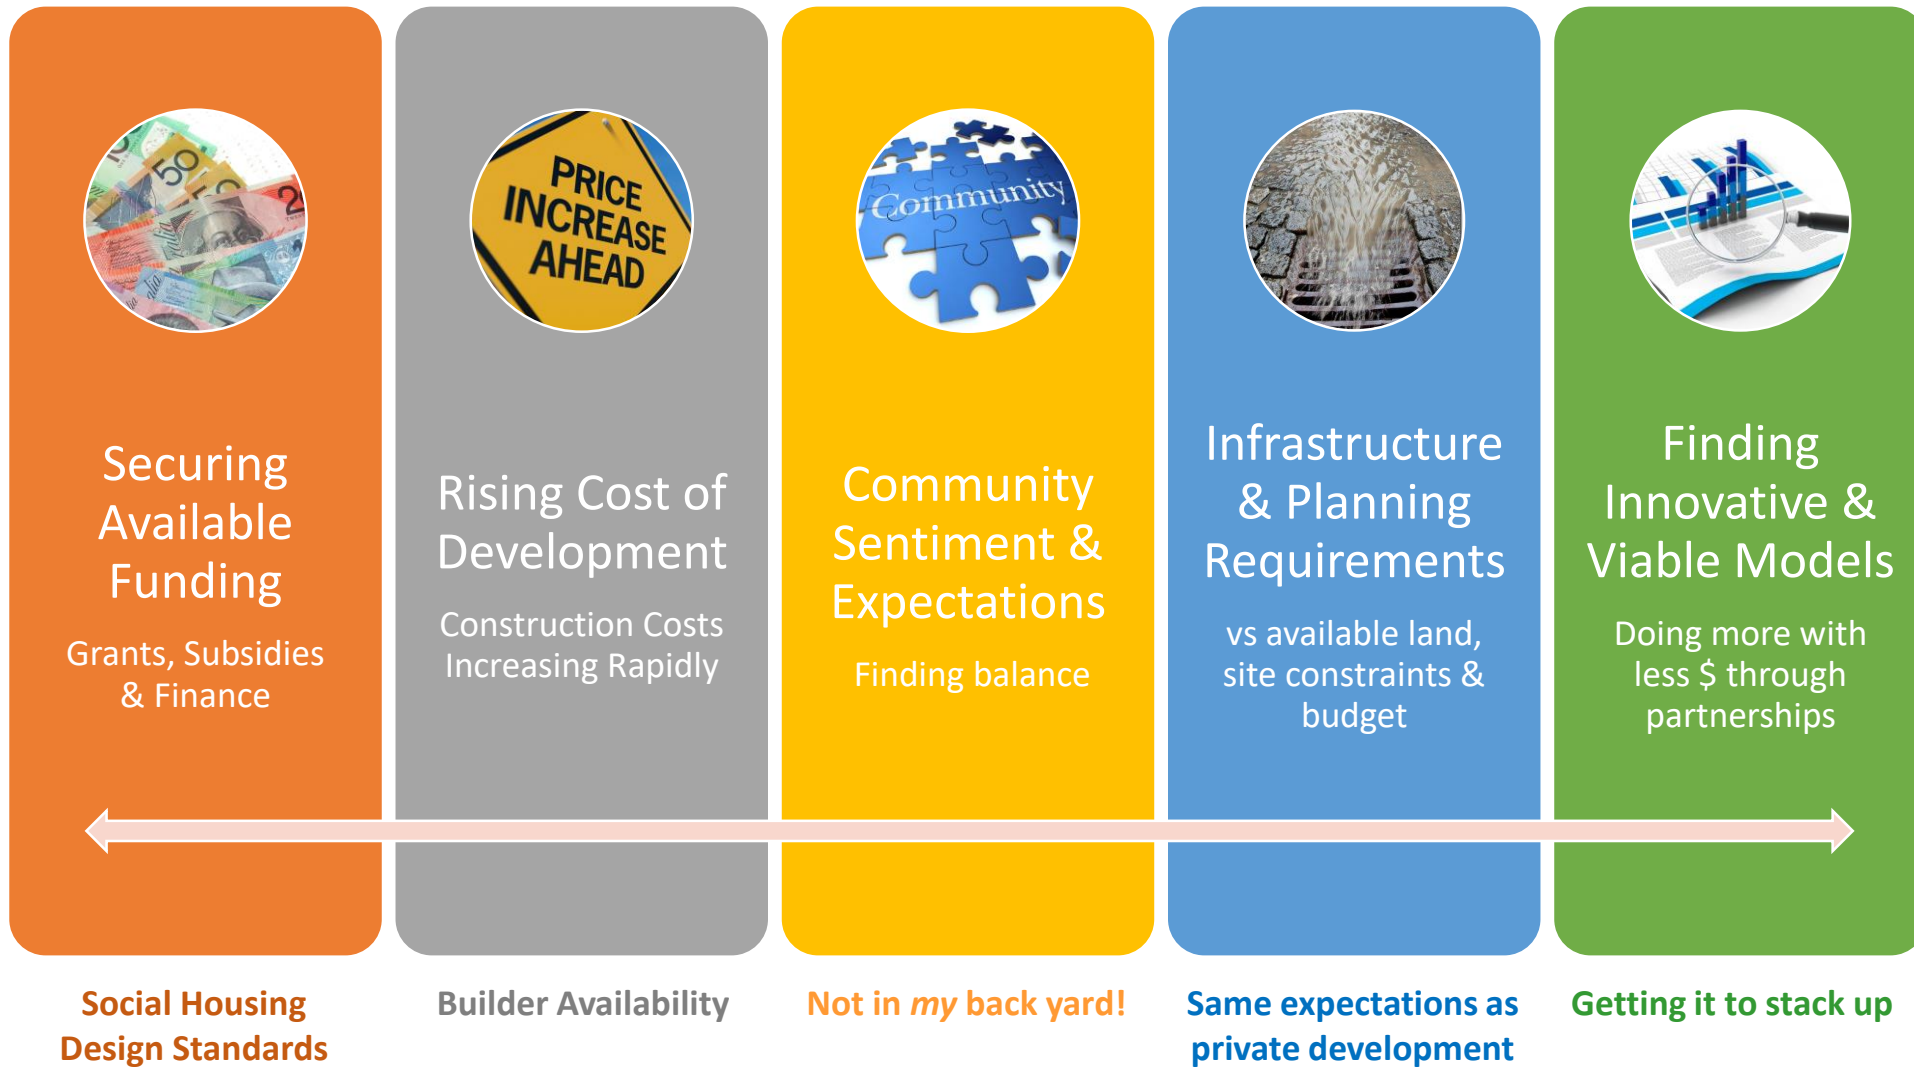 Securing
Available
Funding
Grants, Subsidies
& Finance
Social Housing
Design Standards
PRICE
INCREASE
AHEAD
Rising Cost of
Development
Construction Costs
Increasing Rapidly
Builder Availability
Community
Community
Sentiment &
Expectations
Finding balance
Not in my back yard!
Infrastructure
& Planning
Requirements
vs available land,
site constraints &
budget
Same expectations as
private development
Finding
Innovative &
Viable Models
Doing more with
less $ through
partnerships
Getting it to stack up